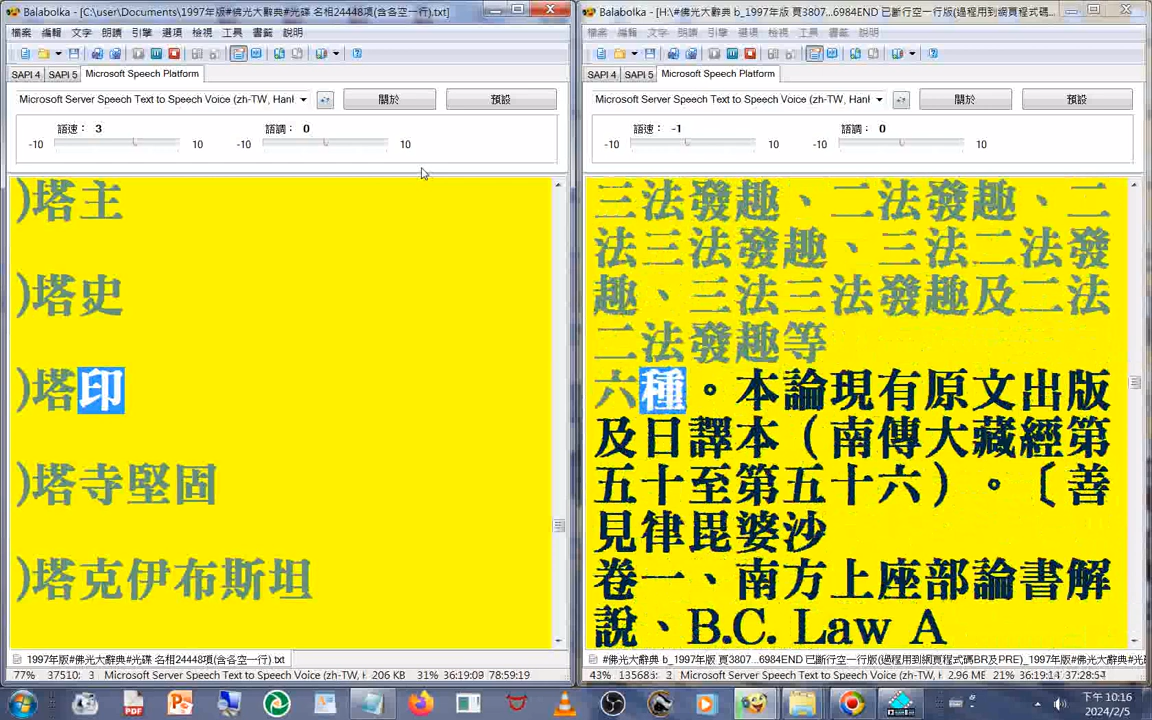 Balabolka - [C:\user\Documents\1997年版#佛光大辭典#光碟 名相24448項(含各空一行).txt]
檔案 編輯 文字 朗讀 引擎 選項 檢視 工具 書籤 說明
SAPI 4 SAPI 5 Microsoft Speech Platform
Microsoft Server Speech Text to Speech Voice (zh-TW, Hanl
關於
預設
語速： 3
語調： 0
-10 10 -10 10
)塔主
)塔史
)塔印
)塔寺堅固
)塔克伊布斯坦
1997年版#佛光大辭典#光碟 名相24448項(含各空一行).txt
77% 37510: 3 Microsoft Server Speech Text to Speech Voice (zh-TW, H 206 KB 31% 36:19:09 78:59:19
Balabolka - [H:\#佛光大辭典 b_1997年版 頁3807...6984END 已斷行空一行版(過程用到網頁程式碼...
檔案 編輯 文字 朗讀 引擎 選項 檢視 工具 書籤 說明
SAPI 4 SAPI 5 Microsoft Speech Platform
Microsoft Server Speech Text to Speech Voice (zh-TW, Hanl
關於
預設
語速： -1
語調： 0
-10 10 -10 10
三法發趣、二法發趣、二
法三法發趣、三法二法發
趣、三法三法發趣及二法
二法發趣等
六種。本論現有原文出版
及日譯本（南傳大藏經第
五十至第五十六）。〔善
見律毘婆沙
卷一、南方上座部論書解
說、B.C. Law A
#佛光大辭典 b_1997年版 頁3807...6984END 已斷行空一行版(過程用到網頁程式碼BR及PRE)_1997年版#佛光大辭典#光
43% 135683: 2 Microsoft Server Speech Text to Speech Voice (zh-TW, H 2.96 ME 21% 36:19:14 37:28:54
下午 10:16
2024/2/5